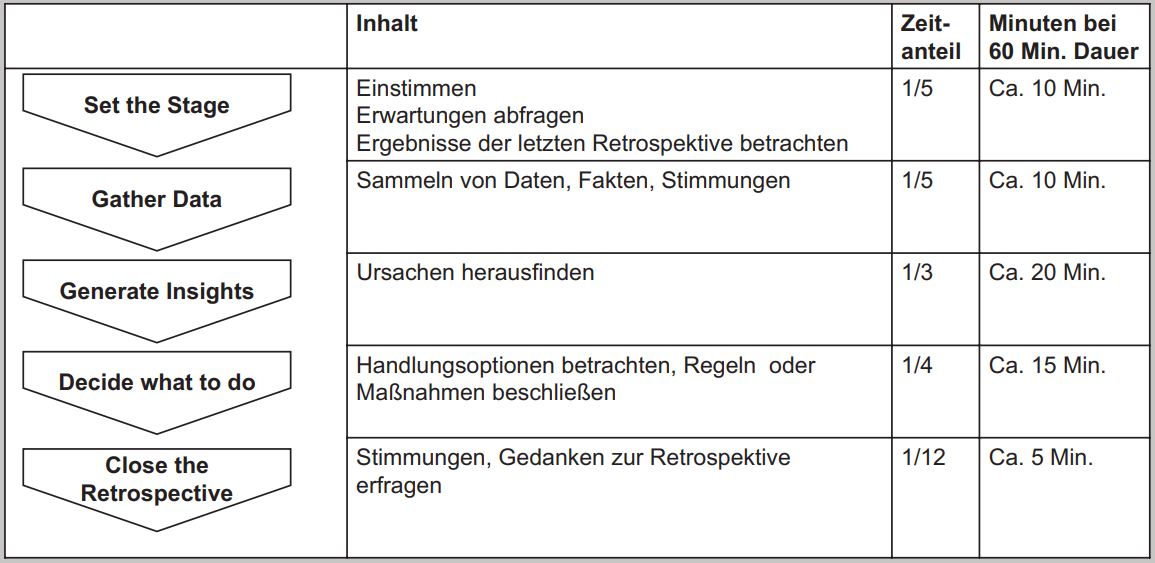 Inhalt
Zeit-
anteil
Minuten bei
60 Min. Dauer
Set the Stage
Einstimmen
Erwartungen abfragen
Ergebnisse der letzten Retrospektive betrachten
1/5
Ca. 10 Min.
Gather Data
Sammeln von Daten, Fakten, Stimmungen
1/5
Ca. 10 Min.
Generate Insights
Ursachen herausfinden
1/3
Ca. 20 Min.
Decide what to do
Handlungsoptionen betrachten, Regeln  oder
Maßnahmen beschließen
1/4
Ca. 15 Min.
Close the
Retrospective
Stimmungen, Gedanken zur Retrospektive
erfragen
1/12
Ca. 5 Min.